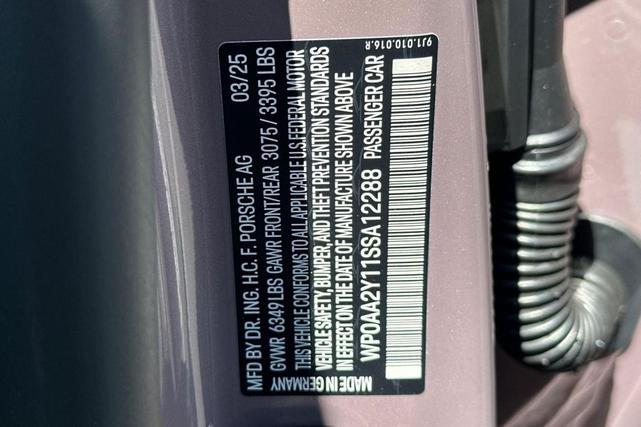 MFD BY DR. ING. H.C. F. PORSCHE AG 03/25
GVWR 6349 LBS GAWR FRONT/REAR 3075 / 3395 LBS
THIS VEHICLE CONFORMS TO ALL APPLICABLE U.S. FEDERAL MOTOR
VEHICLE SAFETY, BUMPER, AND THEFT PREVENTION STANDARDS
IN EFFECT ON THE DATE OF MANUFACTURE SHOWN ABOVE
WP0AA2Y11SSA12288 PASSENGER CAR
MADE IN GERMANY
9J1.010.016.R